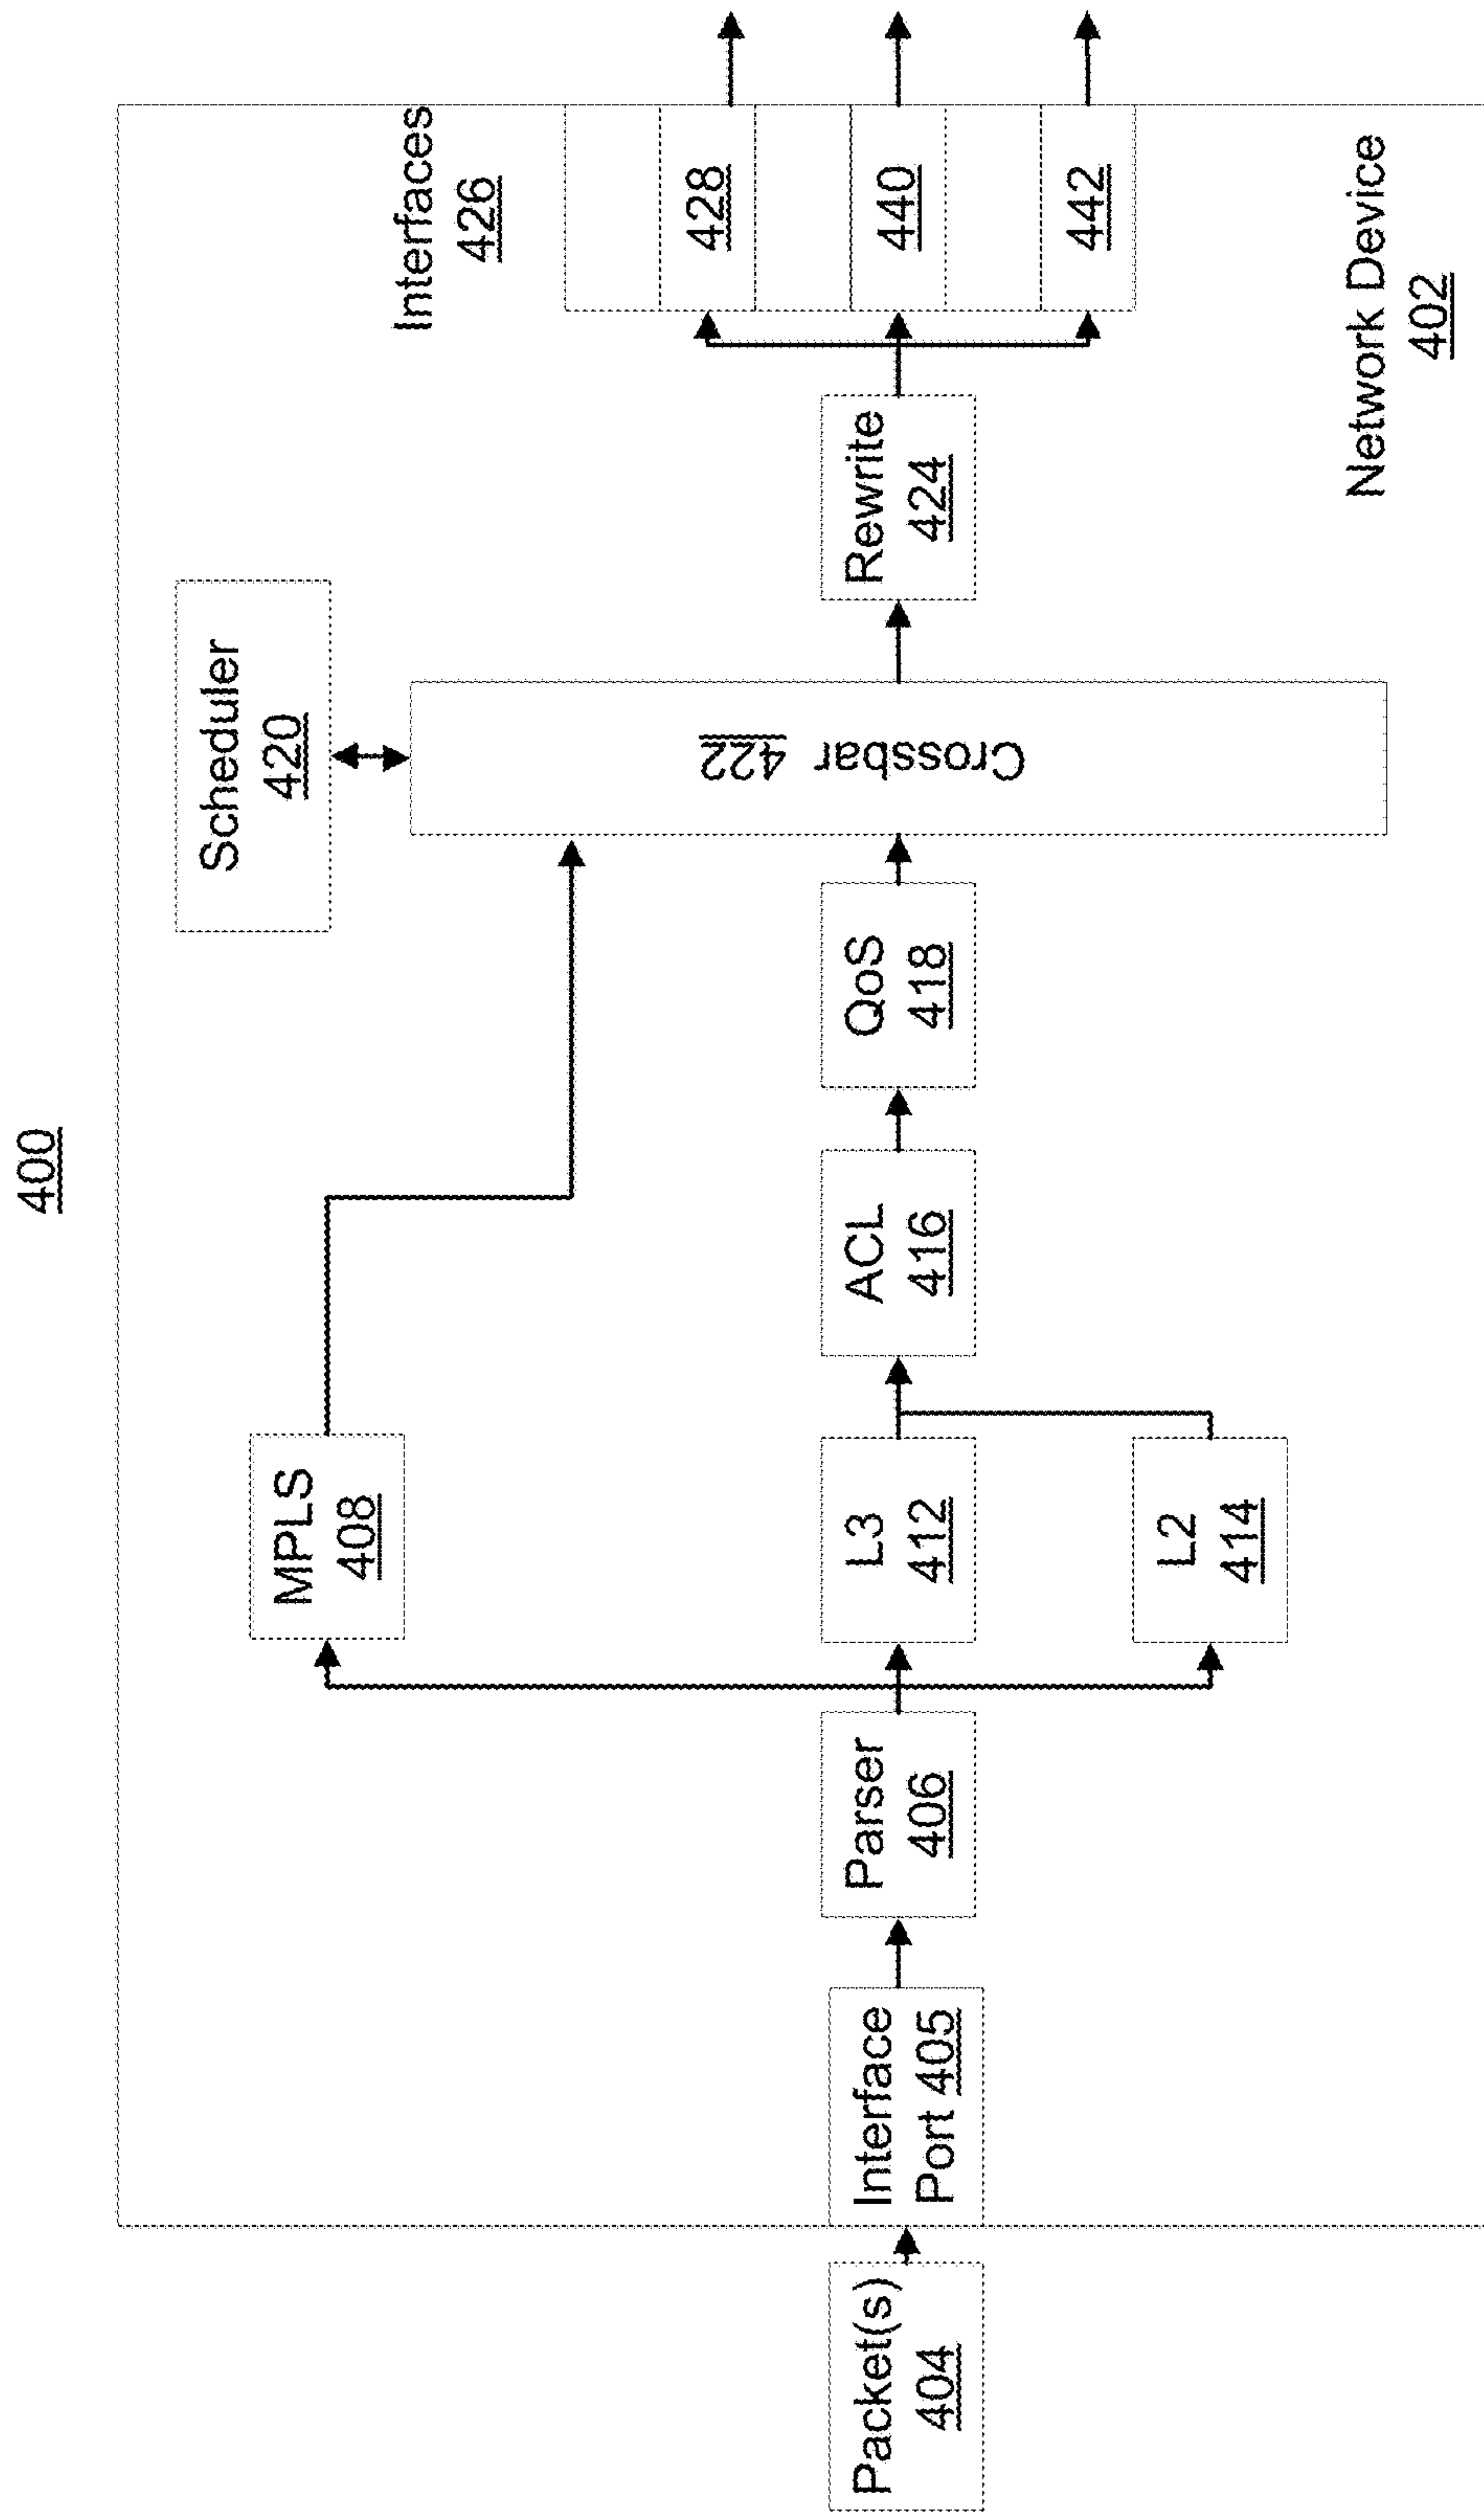 400
Packet(s)
404
Interface
Port 405
Parser
406
MPLS
408
L3
412
L2
414
ACL
416
QoS
418
Scheduler
420
Crossbar 422
Rewrite
424
Interfaces
426
428
440
442
Network Device
402